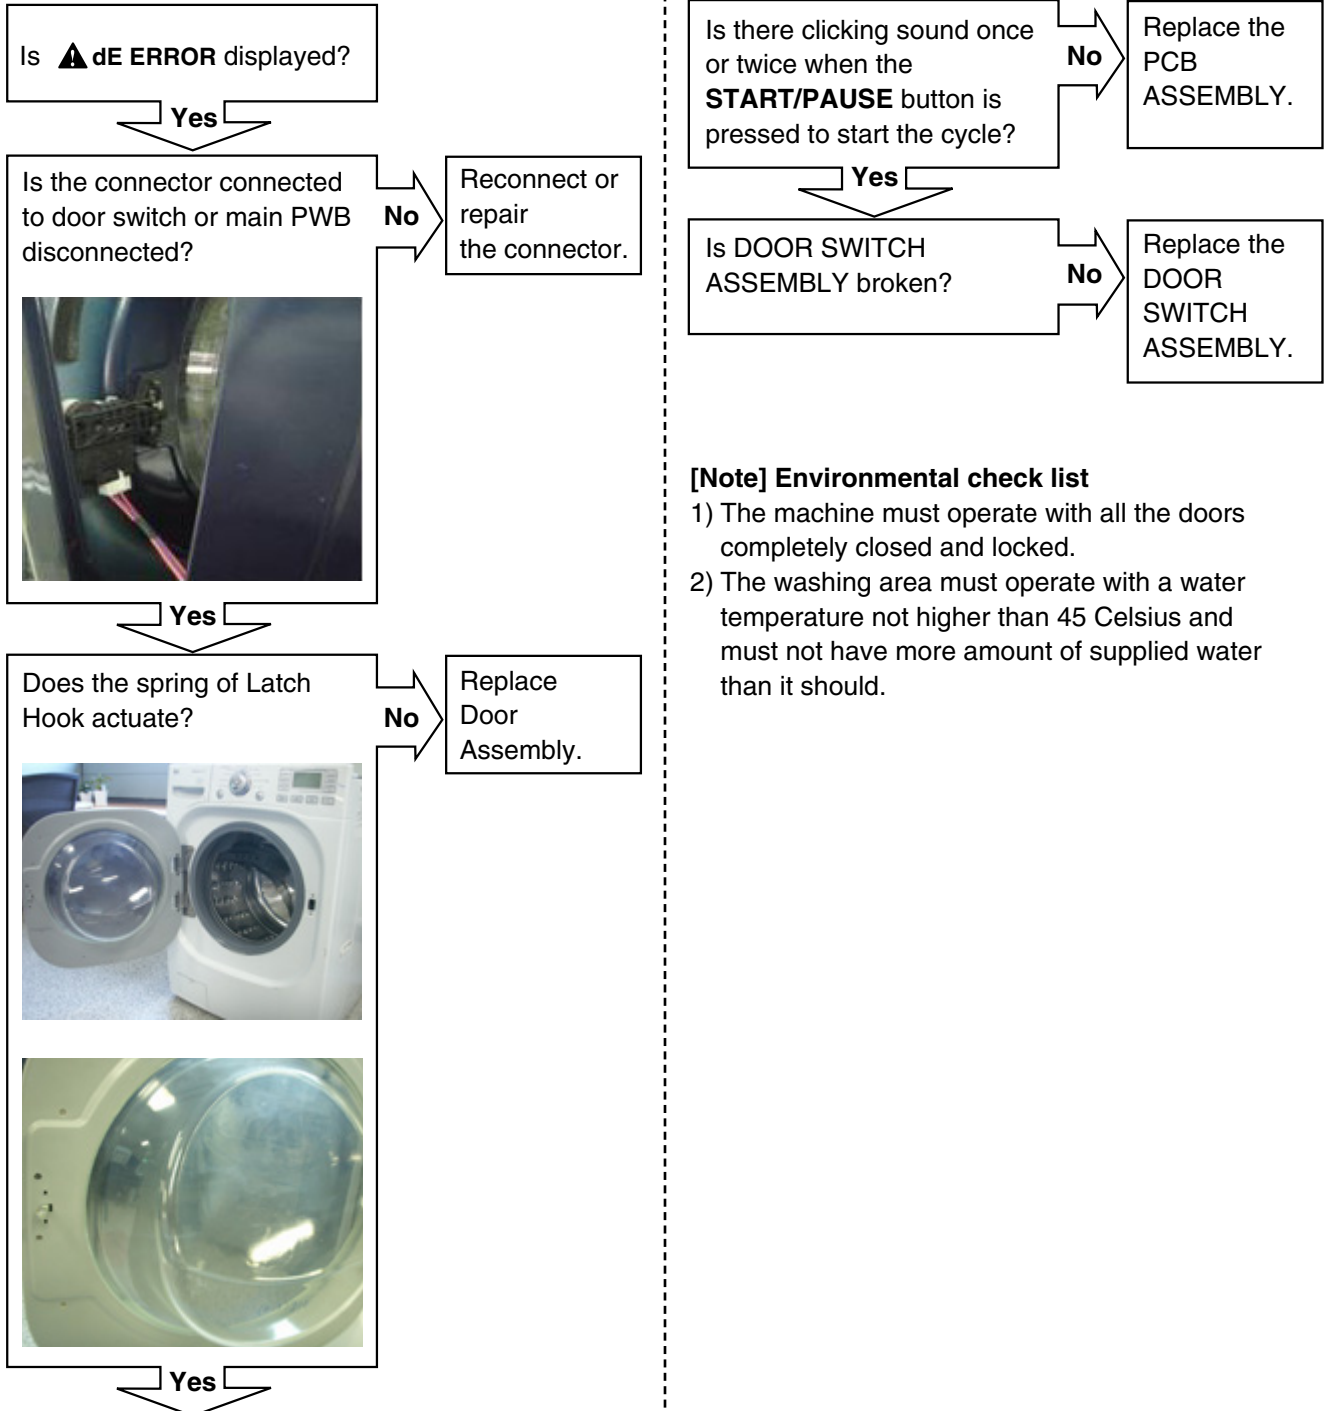 Is ⚠ dE ERROR displayed?
Yes
Is the connector connected
to door switch or main PWB
disconnected?
No
Reconnect or
repair
the connector.
Yes
Does the spring of Latch
Hook actuate?
No
Replace
Door
Assembly.
Yes
Is there clicking sound once
or twice when the
START/PAUSE button is
pressed to start the cycle?
No
Replace the
PCB
ASSEMBLY.
Yes
Is DOOR SWITCH
ASSEMBLY broken?
No
Replace the
DOOR
SWITCH
ASSEMBLY.
[Note] Environmental check list
1) The machine must operate with all the doors
completely closed and locked.
2) The washing area must operate with a water
temperature not higher than 45 Celsius and
must not have more amount of supplied water
than it should.